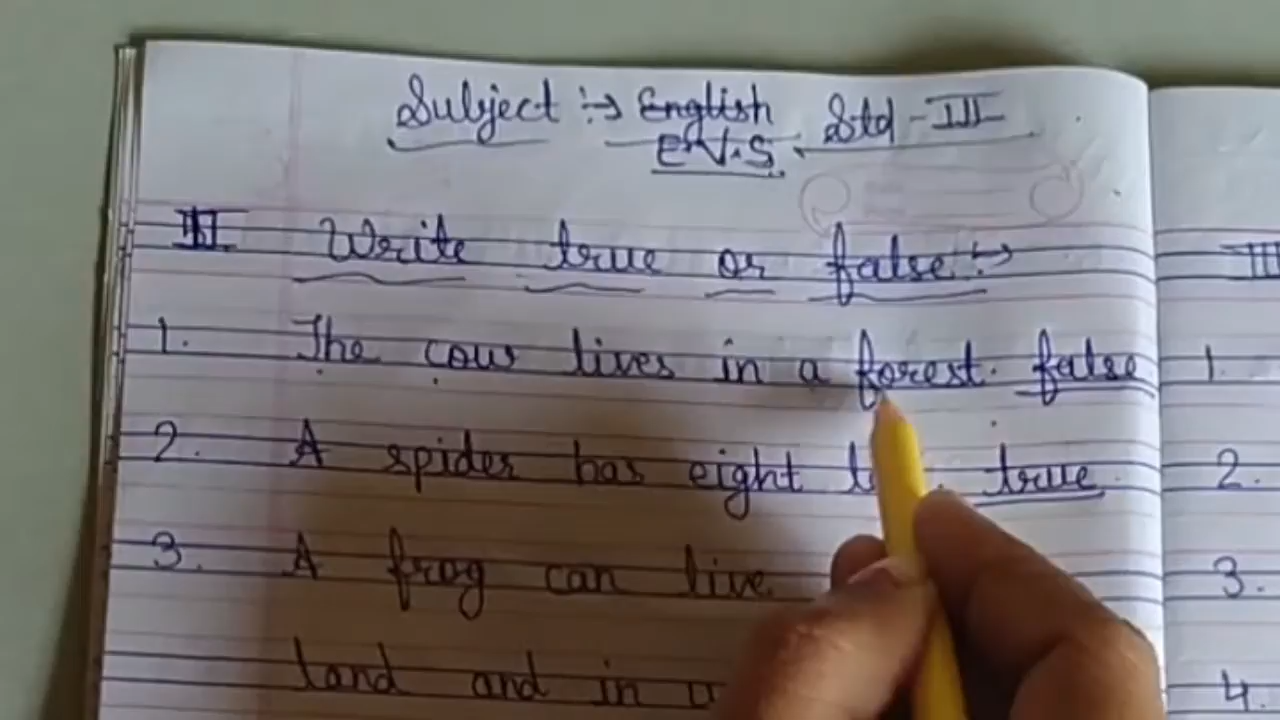 Subject :→ English Std - III
E.V.S.
II Write true or false :→
III
1. The cow lives in a forest. false
1.
2. A spider has eight true
2.
3. A frog can live
3.
land and in
4.